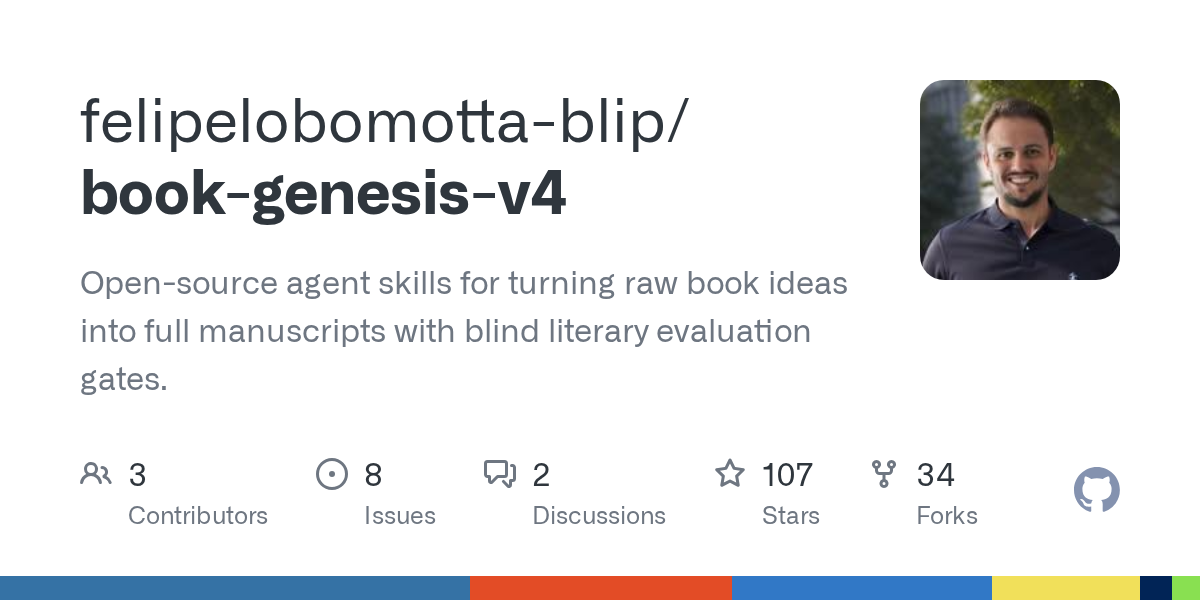 felipelobomotta-blip/
book-genesis-v4
Open-source agent skills for turning raw book ideas
into full manuscripts with blind literary evaluation
gates.
3
Contributors
8
Issues
2
Discussions
107
Stars
34
Forks